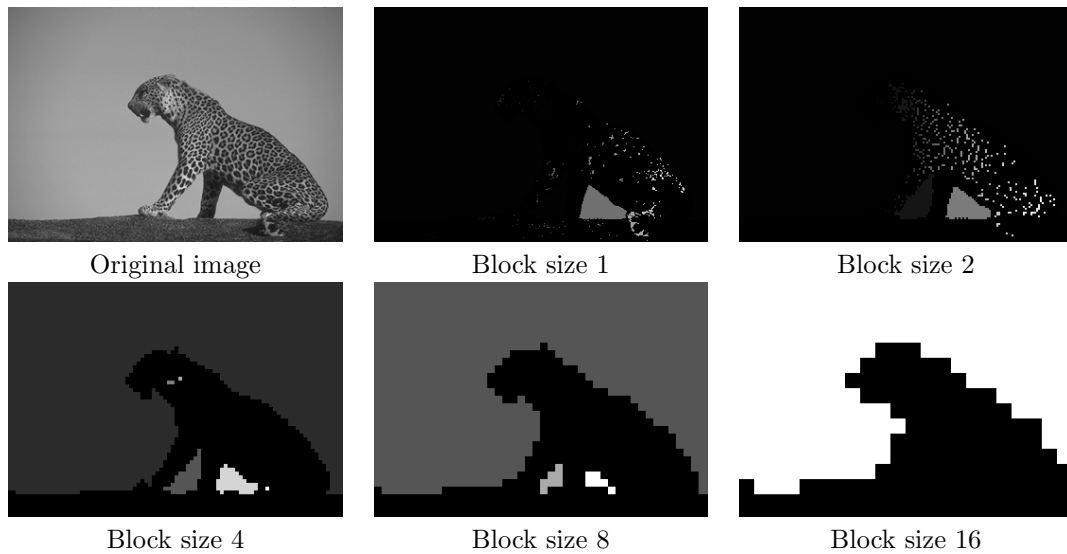 Original image
Block size 1
Block size 2
Block size 4
Block size 8
Block size 16